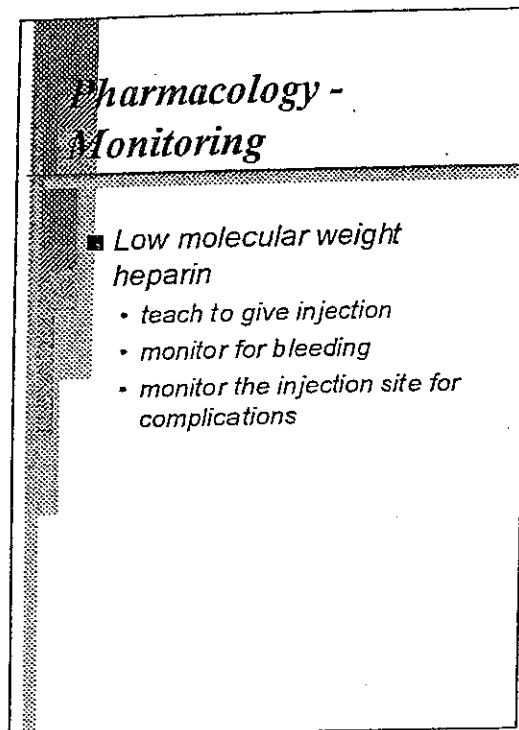 Pharmacology -
Monitoring
■ Low molecular weight
heparin
• teach to give injection
• monitor for bleeding
• monitor the injection site for
complications